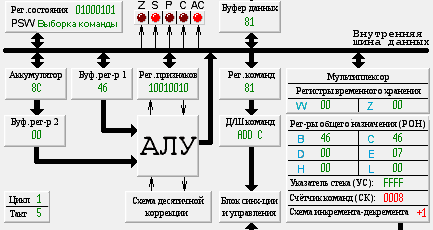 Рег.состояния 01000101
PSW Выборка команды
Z S P C AC
Буфер данных
81
Внутренняя
шина данных
Аккумулятор
8C
Буф.рег-р 1
46
Рег.признаков
10010010
Рег.команд
81
Мультиплексор
Регистры временного хранения
W 00 Z 00
Буф.рег-р 2
00
АЛУ
Д/Шкоманд
ADD C
Рег-ры общего назначения (РОН)
B 46 C 46
D 00 E 07
H 00 L 00
Указатель стека (УС): FFFF
Счётчик команд (СК): 0008
Схема инкремента-декремента +1
Цикл 1
Такт 5
Схема десятичной
коррекции
Блок синх-ции
и управления